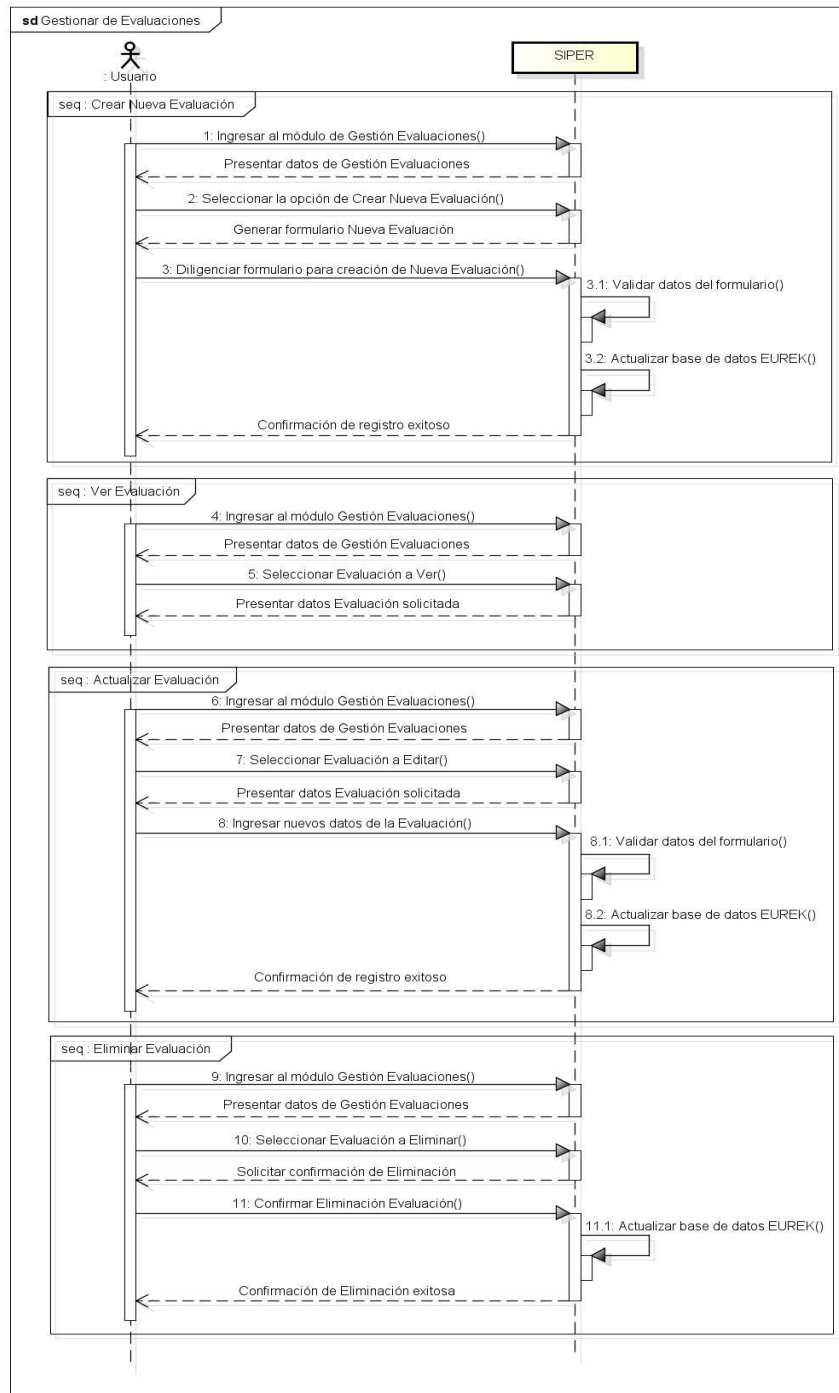 sd Gestionar de Evaluaciones
: Usuario
SIPER
seq : Crear Nueva Evaluación
1: Ingresar al módulo de Gestión Evaluaciones()
Presentar datos de Gestión Evaluaciones
2: Seleccionar la opción de Crear Nueva Evaluación()
Generar formulario Nueva Evaluación
3: Diligenciar formulario para creación de Nueva Evaluación()
3.1: Validar datos del formulario()
3.2: Actualizar base de datos EUREK()
Confirmación de registro exitoso
seq : Ver Evaluación
4: Ingresar al módulo Gestión Evaluaciones()
Presentar datos de Gestión Evaluaciones
5: Seleccionar Evaluación a Ver()
Presentar datos Evaluación solicitada
seq : Actualizar Evaluación
6: Ingresar al módulo Gestión Evaluaciones()
Presentar datos de Gestión Evaluaciones
7: Seleccionar Evaluación a Editar()
Presentar datos Evaluación solicitada
8: Ingresar nuevos datos de la Evaluación()
8.1: Validar datos del formulario()
8.2: Actualizar base de datos EUREK()
Confirmación de registro exitoso
seq : Eliminar Evaluación
9: Ingresar al módulo Gestión Evaluaciones()
Presentar datos de Gestión Evaluaciones
10: Seleccionar Evaluación a Eliminar()
Solicitar confirmación de Eliminación
11: Confirmar Eliminación Evaluación()
11.1: Actualizar base de datos EUREK()
Confirmación de Eliminación exitosa